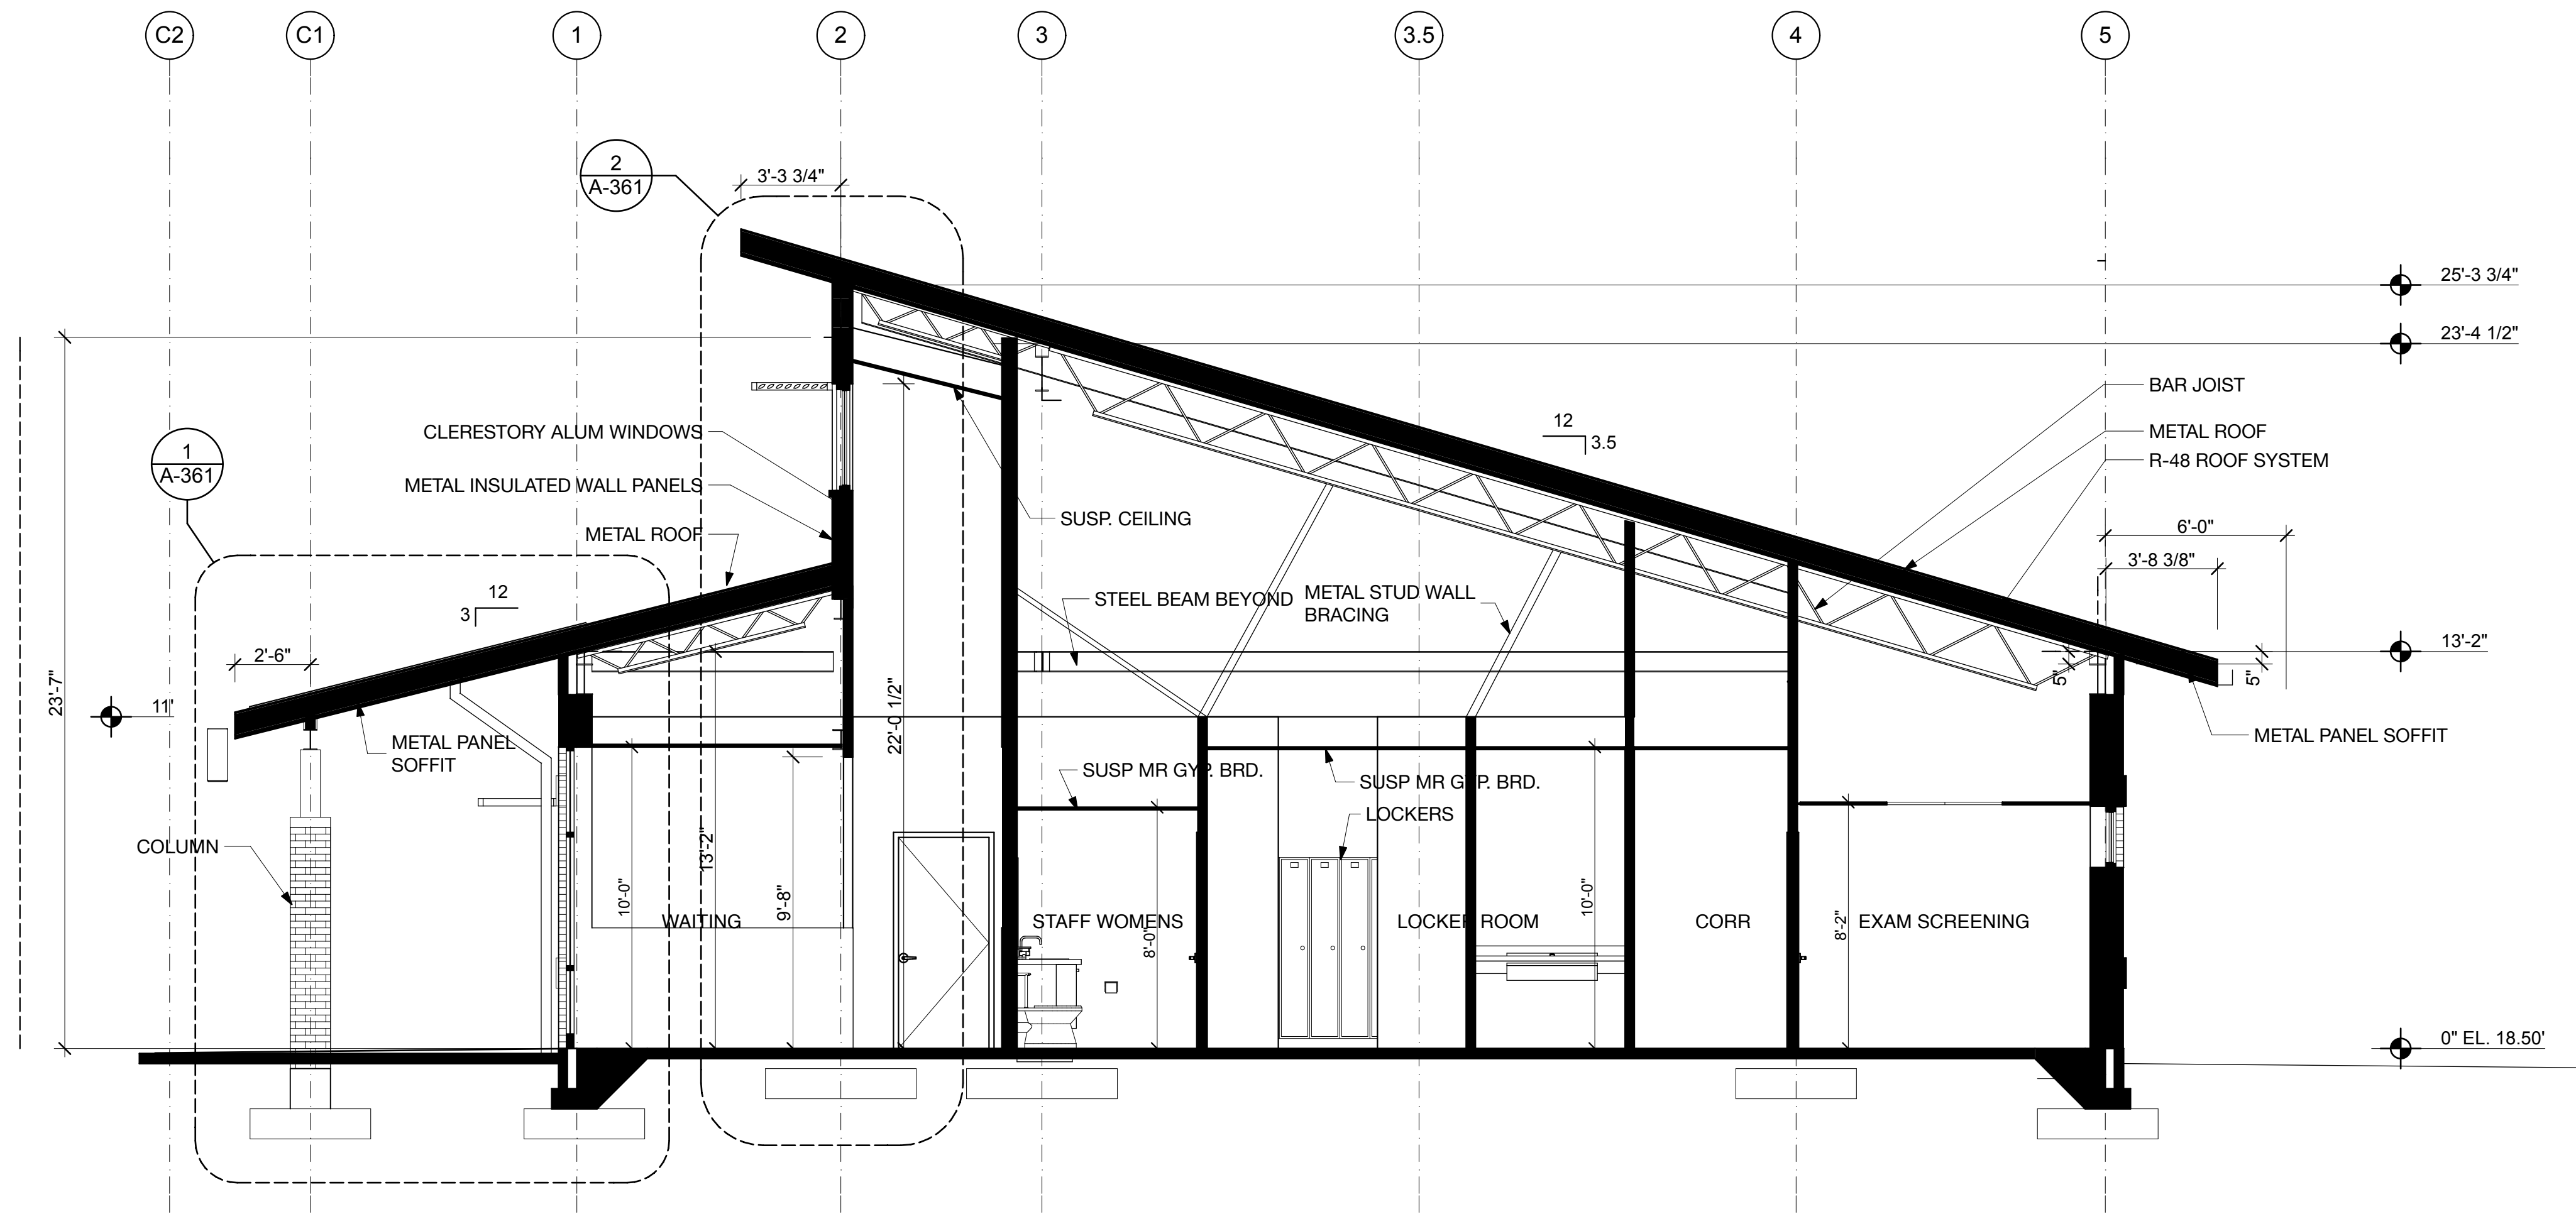 C2
C1
1
2
3
3.5
4
5
2
A-361
3'-3 3/4"
25'-3 3/4"
23'-4 1/2"
BAR JOIST
12
3.5
METAL ROOF
CLERESTORY ALUM WINDOWS
1
A-361
R-48 ROOF SYSTEM
METAL INSULATED WALL PANELS
SUSP. CEILING
6'-0"
METAL ROOF
3'-8 3/8"
12
3
STEEL BEAM BEYOND
METAL STUD WALL
BRACING
2'-6"
13'-2"
5"
5"
23'-7"
11'
22'-0 1/2"
METAL PANEL
SOFFIT
METAL PANEL SOFFIT
SUSP MR GYP. BRD.
SUSP MR GYP. BRD.
LOCKERS
COLUMN
13'-2"
10'-0"
9'-8"
10'-0"
WAITING
STAFF WOMENS
LOCKER ROOM
CORR
EXAM SCREENING
8'-0"
8'-2"
0" EL. 18.50'